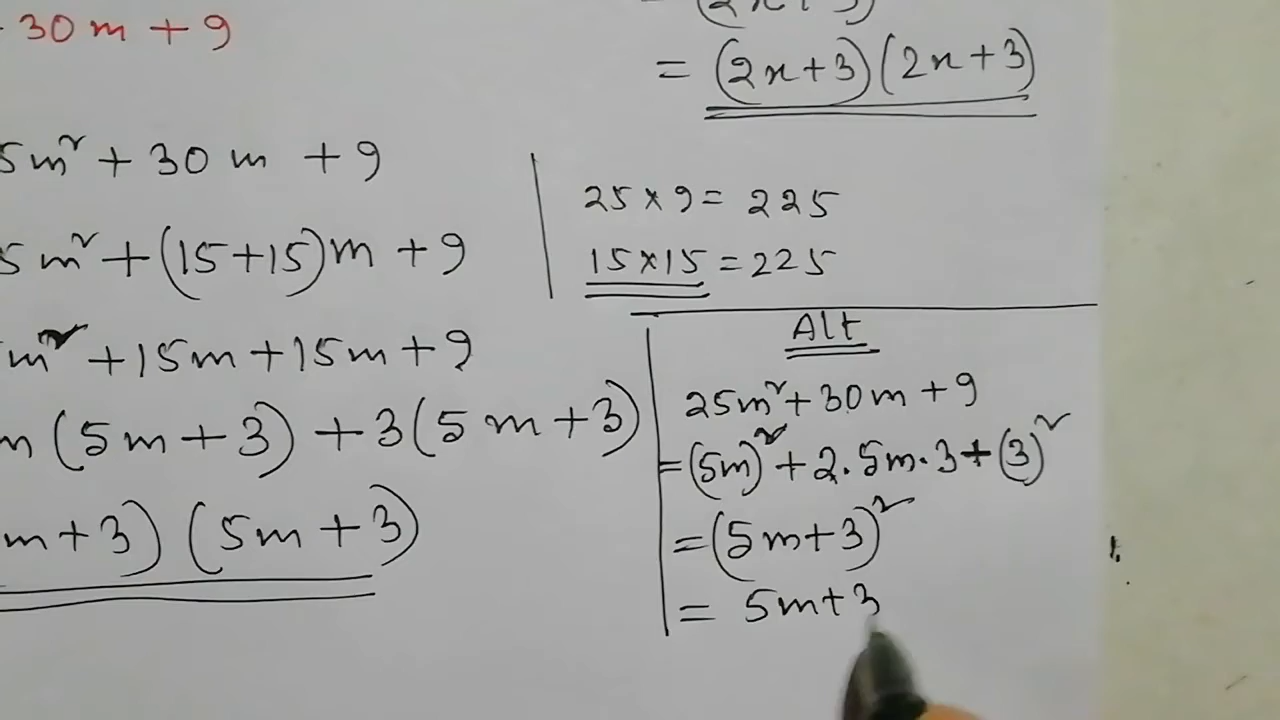 30m + 9
= (2x+3)(2x+3)
5m² + 30m + 9
5m² + (15+15)m + 9
m² + 15m + 15m + 9
m(5m+3) + 3(5m+3)
m+3)(5m+3)
25×9 = 225
15×15 = 225
Alt
25m² + 30m + 9
= (5m)² + 2.5m.3 + (3)²
= (5m+3)²
= 5m+3